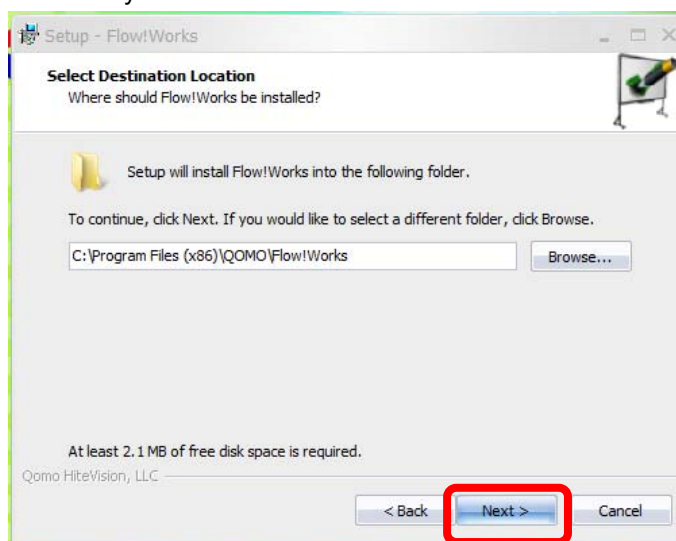 Setup - Flow!Works
Select Destination Location
Where should Flow!Works be installed?
Setup will install Flow!Works into the following folder.
To continue, click Next. If you would like to select a different folder, click Browse.
C:\Program Files (x86)\QOMO\Flow!Works
Browse...
At least 2.1 MB of free disk space is required.
Qomo HiteVision, LLC
< Back Next > Cancel